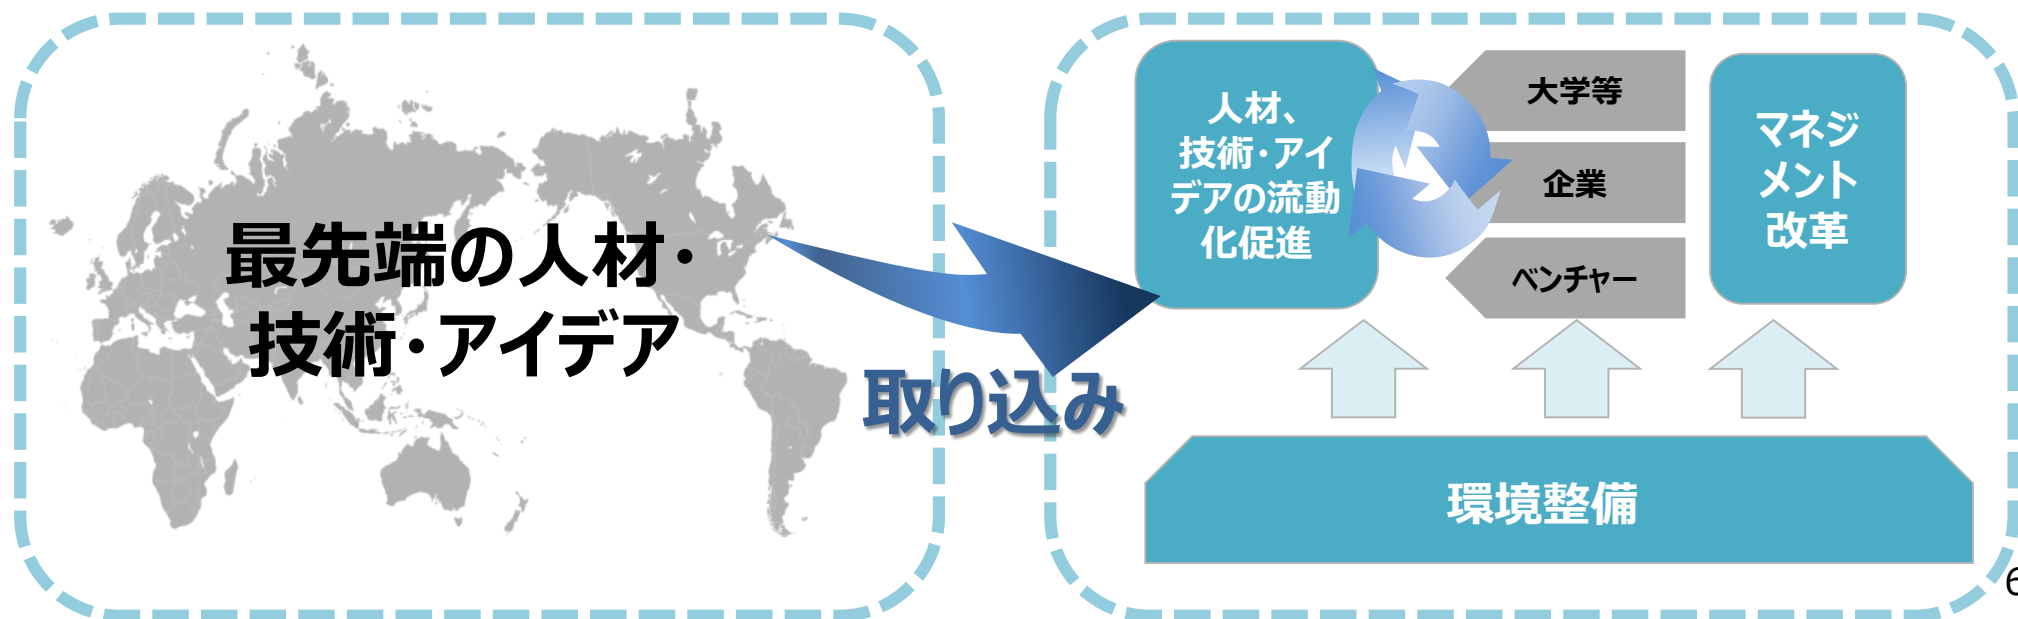 最先端の人材・
技術・アイデア
取り込み
人材、
技術・アイ
デアの流動
化促進
大学等
企業
ベンチャー
マネジ
メント
改革
環境整備
6